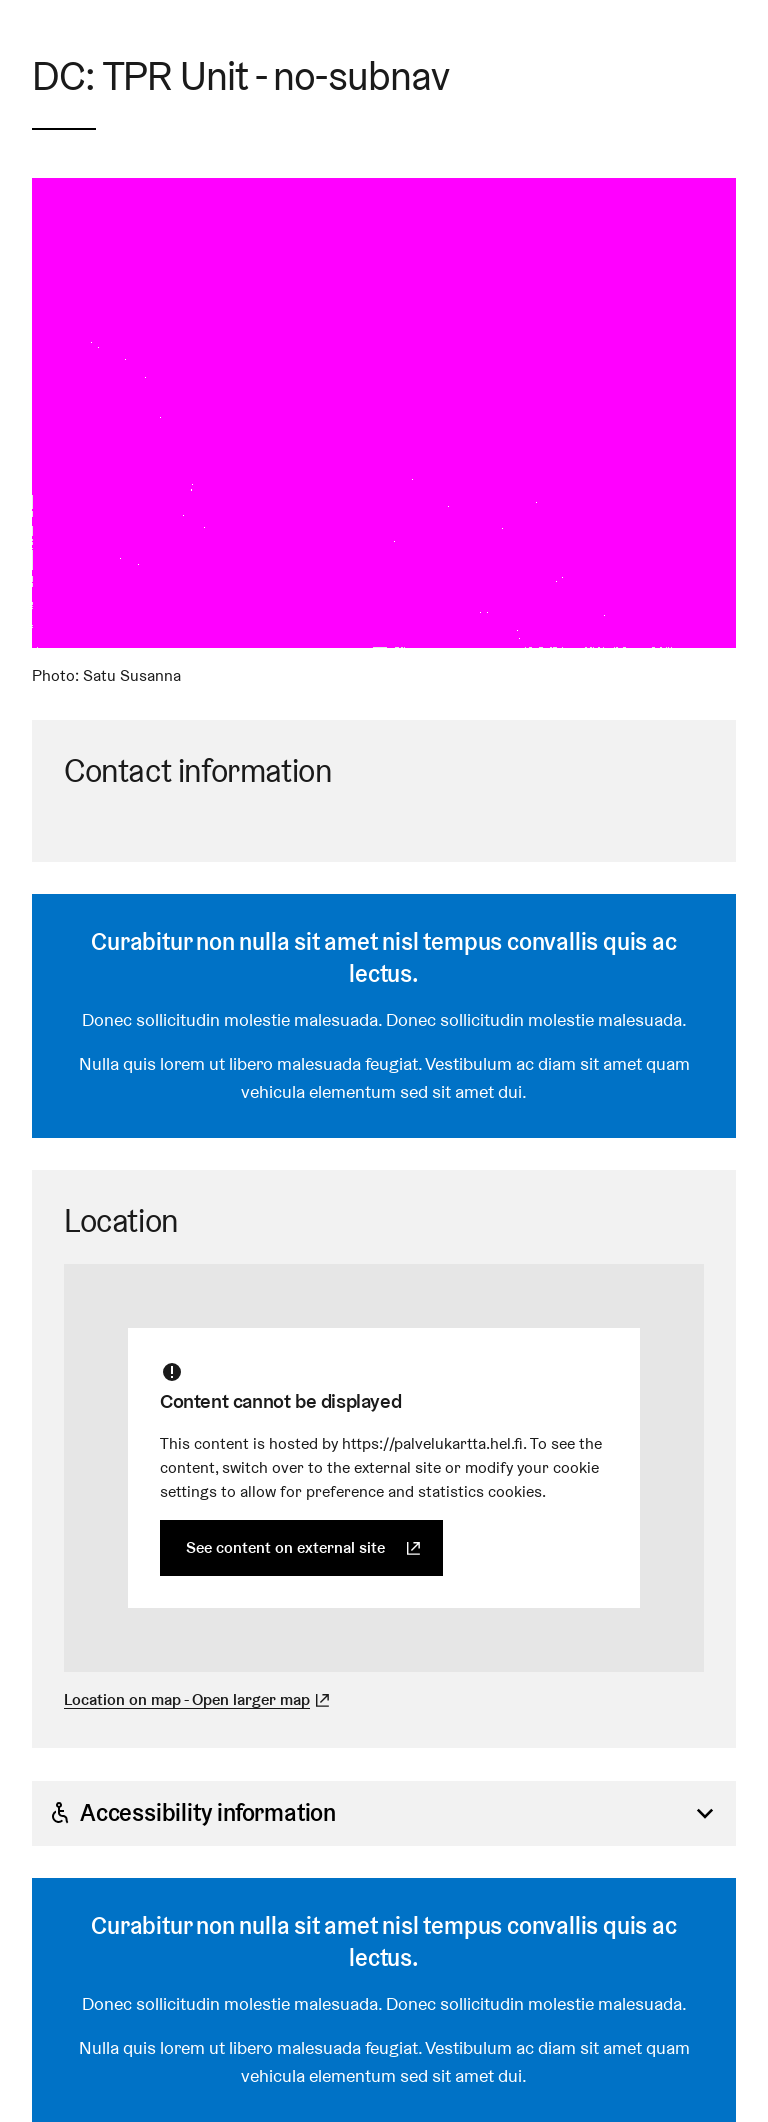 DC: TPR Unit - no-subnav
Photo: Satu Susanna
Contact information
Curabitur non nulla sit amet nisl tempus convallis quis ac
lectus.
Donec sollicitudin molestie malesuada. Donec sollicitudin molestie malesuada.
Nulla quis lorem ut libero malesuada feugiat. Vestibulum ac diam sit amet quam
vehicula elementum sed sit amet dui.
Location
Content cannot be displayed
This content is hosted by https://palvelukartta.hel.fi. To see the
content, switch over to the external site or modify your cookie
settings to allow for preference and statistics cookies.
See content on external site
Location on map - Open larger map
Accessibility information
Curabitur non nulla sit amet nisl tempus convallis quis ac
lectus.
Donec sollicitudin molestie malesuada. Donec sollicitudin molestie malesuada.
Nulla quis lorem ut libero malesuada feugiat. Vestibulum ac diam sit amet quam
vehicula elementum sed sit amet dui.